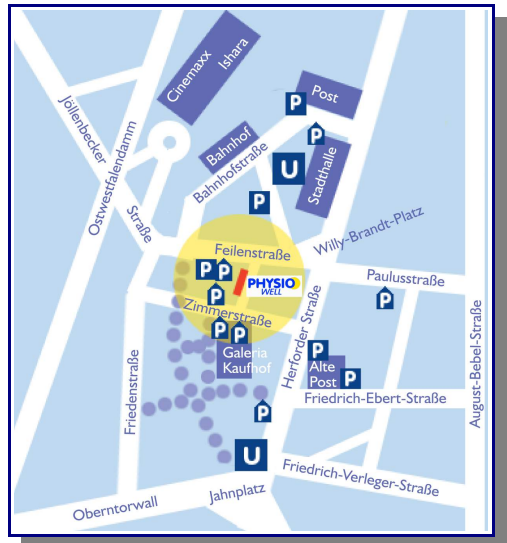 Cinemaxx
Ishara
P
Post
Jöllenbecker
Straße
Ostwestfalendamm
Bahnhof
Bahnhofstraße
P
U
Stadthalle
P
Willy-Brandt-Platz
Feilenstraße
P
P
PHYSIO
WELL
Paulusstraße
P
P
Zimmerstraße
P
P
Galeria
Kaufhof
Herforder Straße
P
Alte
Post
P
August-Bebel-Straße
Friedenstraße
Friedrich-Ebert-Straße
P
U
Friedrich-Verleger-Straße
Jahnplatz
Oberntorwall